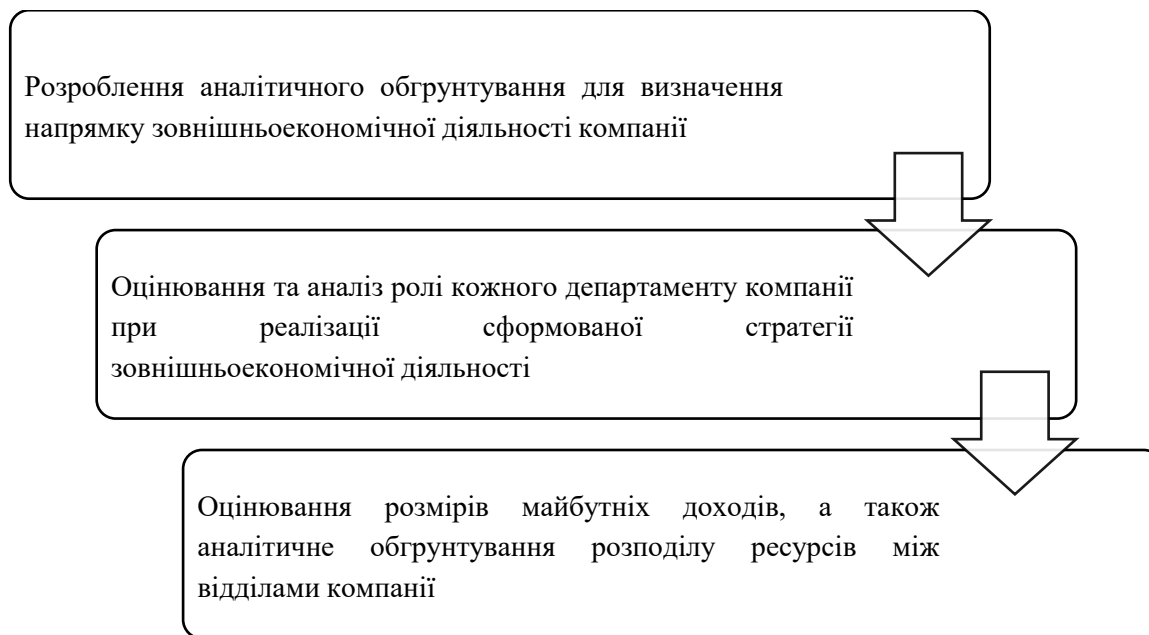 Розроблення аналітичного обгрунтування для визначення
напрямку зовнішньоекономічної діяльності компанії
Оцінювання та аналіз ролі кожного департаменту компанії
при реалізації сформованої стратегії
зовнішньоекономічної діяльності
Оцінювання розмірів майбутніх доходів, а також
аналітичне обгрунтування розподілу ресурсів між
відділами компанії